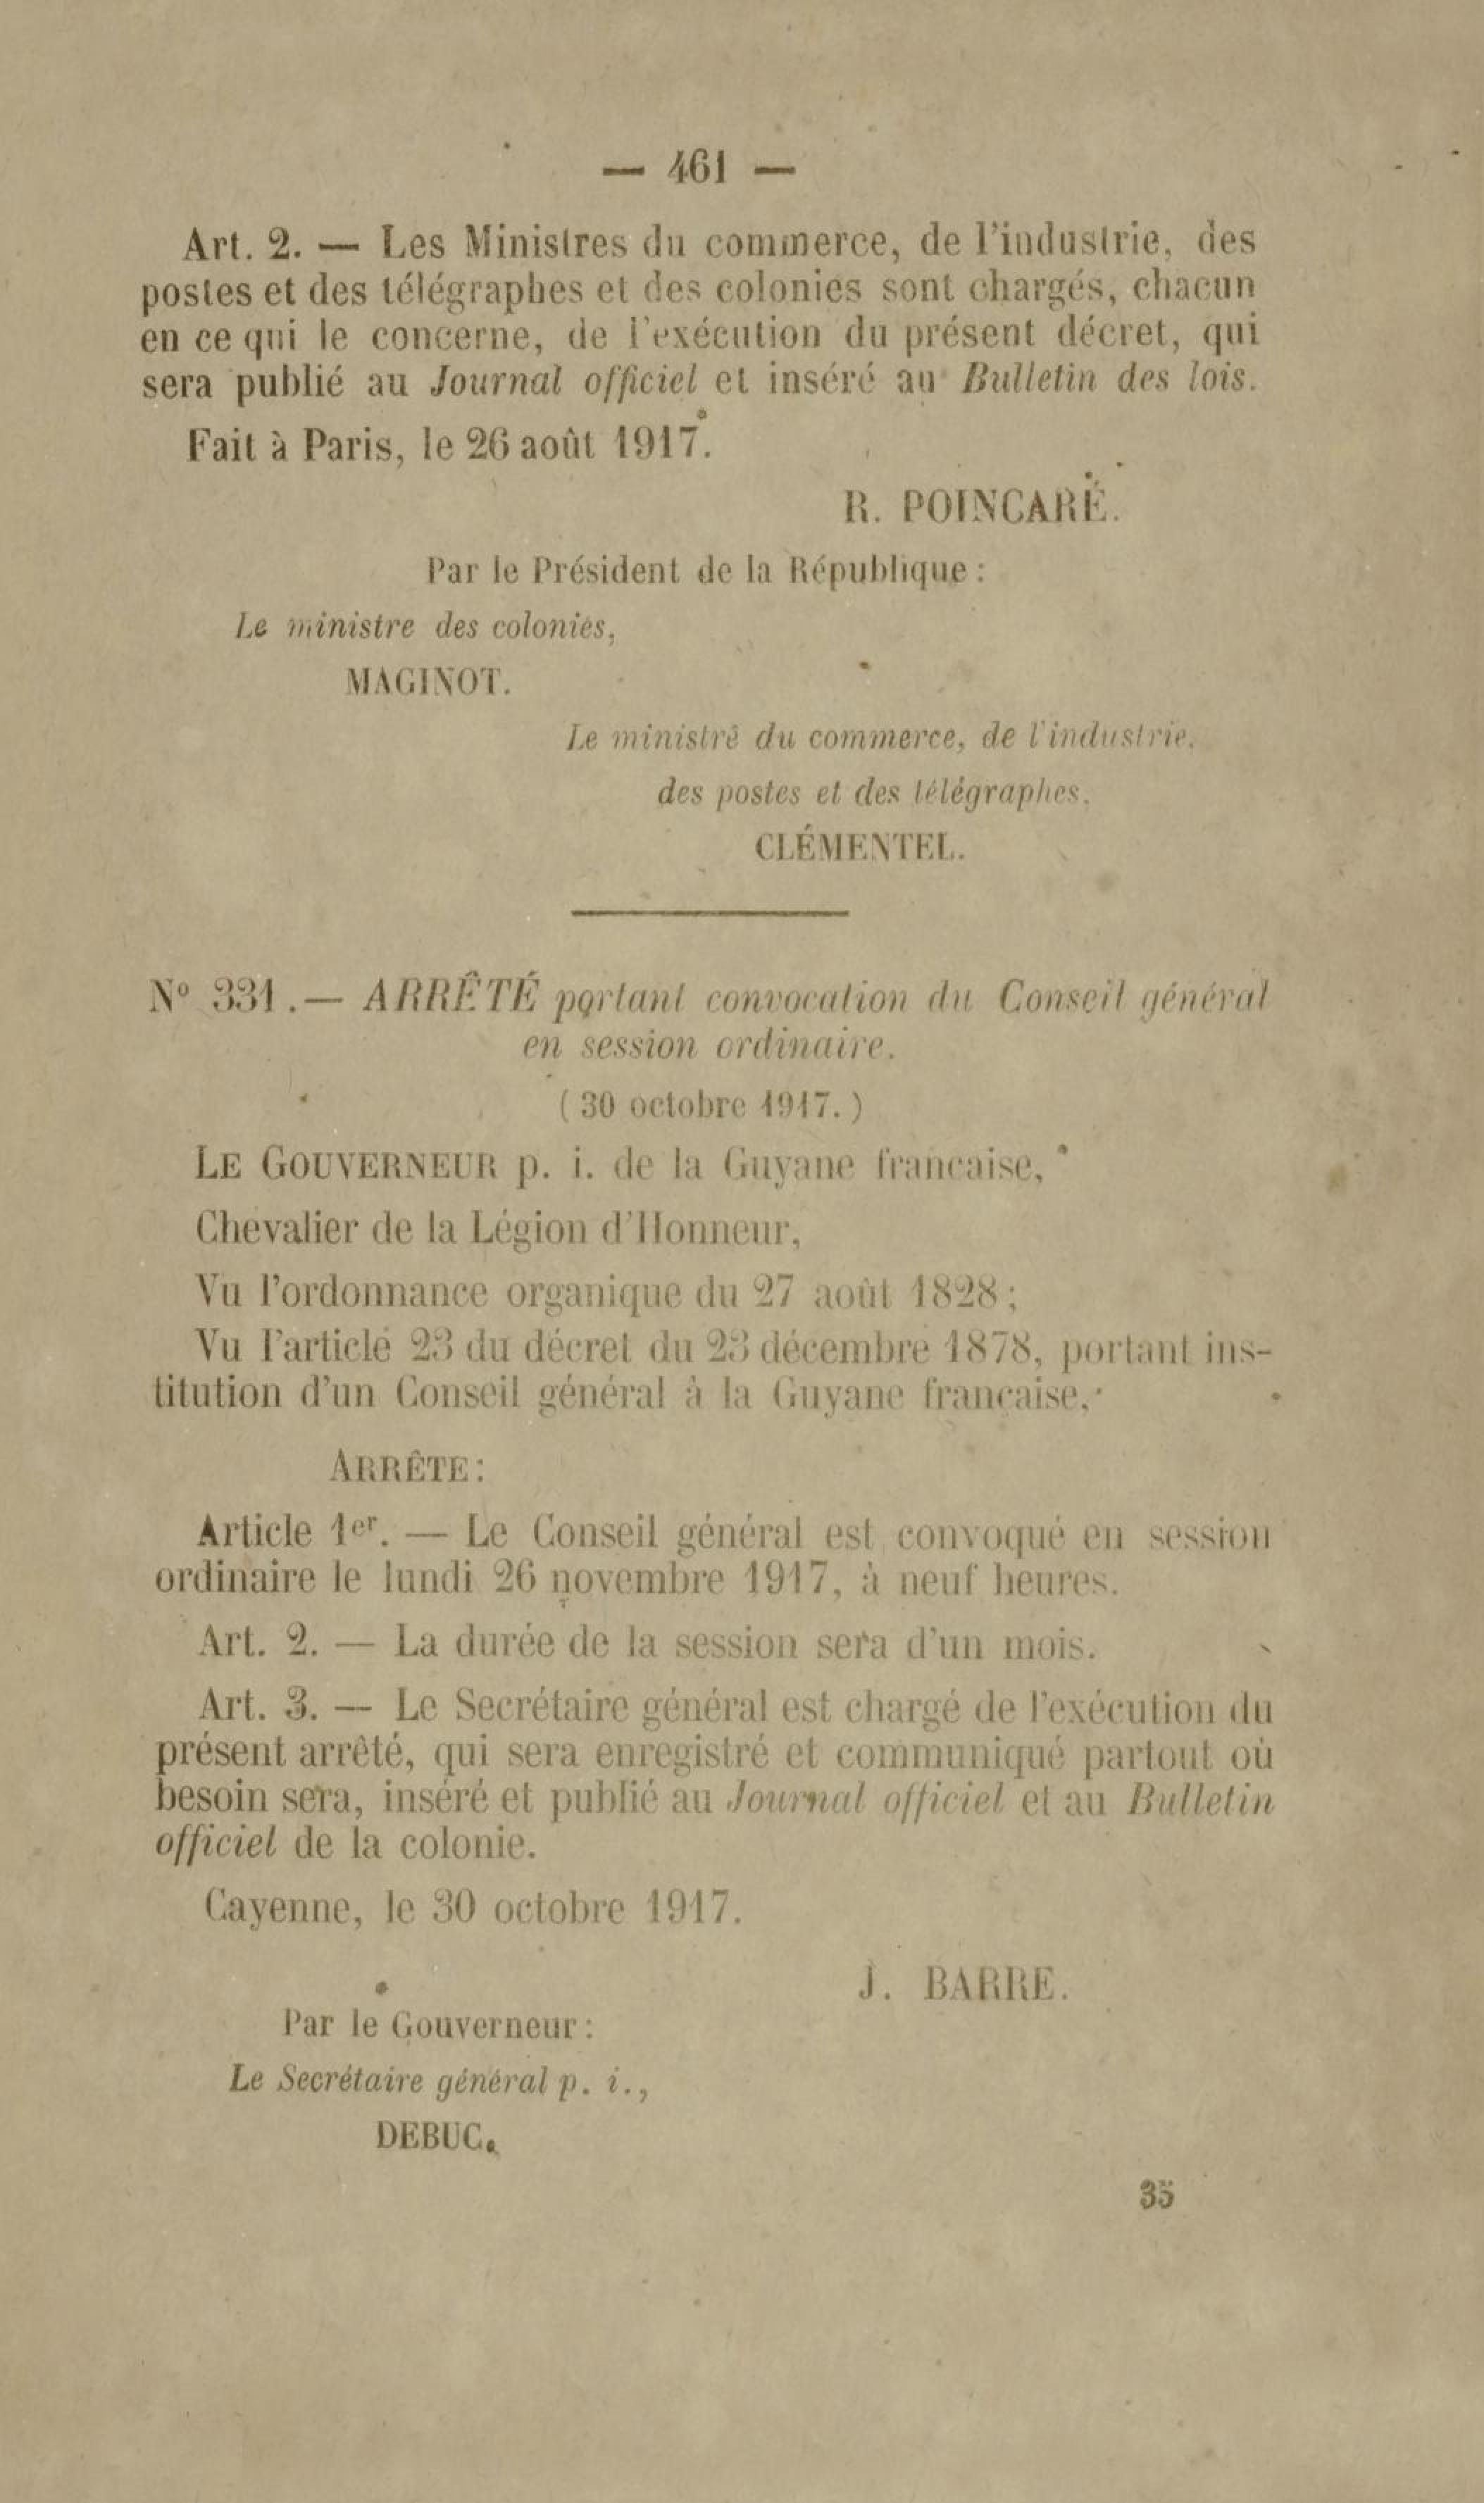 — 461 —
Art. 2. — Les Ministres du commerce, de l'industrie, des
postes et des télégraphes et des colonies sont chargés, chacun
en ce qui le concerne, de l'exécution du présent décret, qui
sera publié au Journal officiel et inséré au Bulletin des lois.
Fait à Paris, le 26 août 1917.
R. POINCARÉ.
Par le Président de la République :
Le ministre des colonies,
MAGINOT.
Le ministre du commerce, de l'industrie,
des postes et des télégraphes,
CLÉMENTEL.
N° 331. — ARRÊTÉ portant convocation du Conseil général
en session ordinaire.
( 30 octobre 1917. )
LE GOUVERNEUR p. i. de la Guyane française,
Chevalier de la Légion d'Honneur,
Vu l'ordonnance organique du 27 août 1828 ;
Vu l'article 23 du décret du 23 décembre 1878, portant ins-
titution d'un Conseil général à la Guyane française,
ARRÊTE :
Article 1er. — Le Conseil général est convoqué en session
ordinaire le lundi 26 novembre 1917, à neuf heures.
Art. 2. — La durée de la session sera d'un mois.
Art. 3. — Le Secrétaire général est chargé de l'exécution du
présent arrêté, qui sera enregistré et communiqué partout où
besoin sera, inséré et publié au Journal officiel et au Bulletin
officiel de la colonie.
Cayenne, le 30 octobre 1917.
J. BARRE.
Par le Gouverneur :
Le Secrétaire général p. i.,
DEBUC.
35